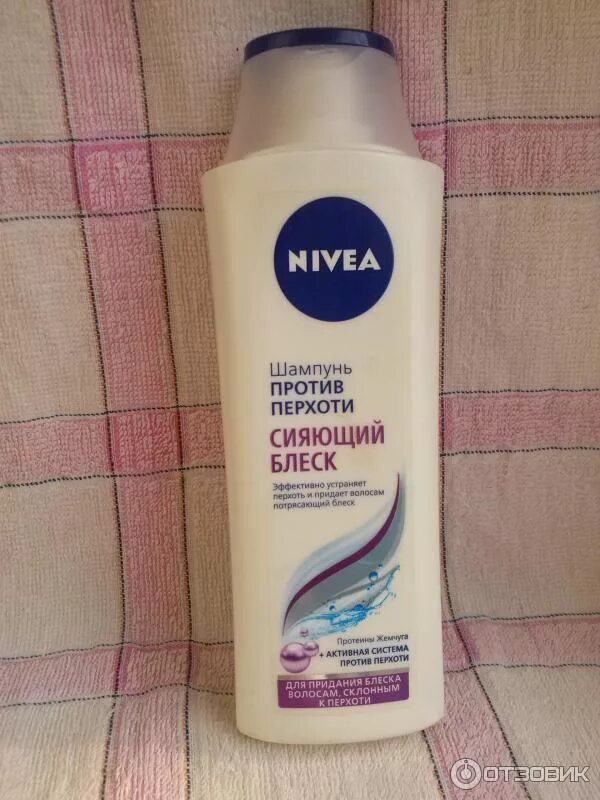 NIVEA
Шампунь
ПРОТИВ
ПЕРХОТИ
СИЯЮЩИЙ
БЛЕСК
Эффективно устраняет
перхоть и придает волосам
потрясающий блеск
Протеины Жемчуга
+ АКТИВНАЯ СИСТЕМА
ПРОТИВ ПЕРХОТИ
ДЛЯ ПРИДАНИЯ БЛЕСКА
ВОЛОСАМ, СКЛОННЫМ
К ПЕРХОТИ
ОТЗОВИК